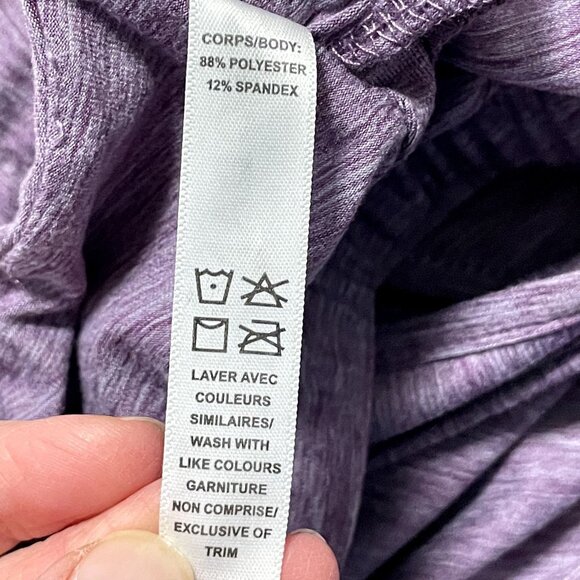 CORPS/BODY:
88% POLYESTER
12% SPANDEX
LAVER AVEC
COULEURS
SIMILAIRES/
WASH WITH
LIKE COLOURS
GARNITURE
NON COMPRISE/
EXCLUSIVE OF
TRIM